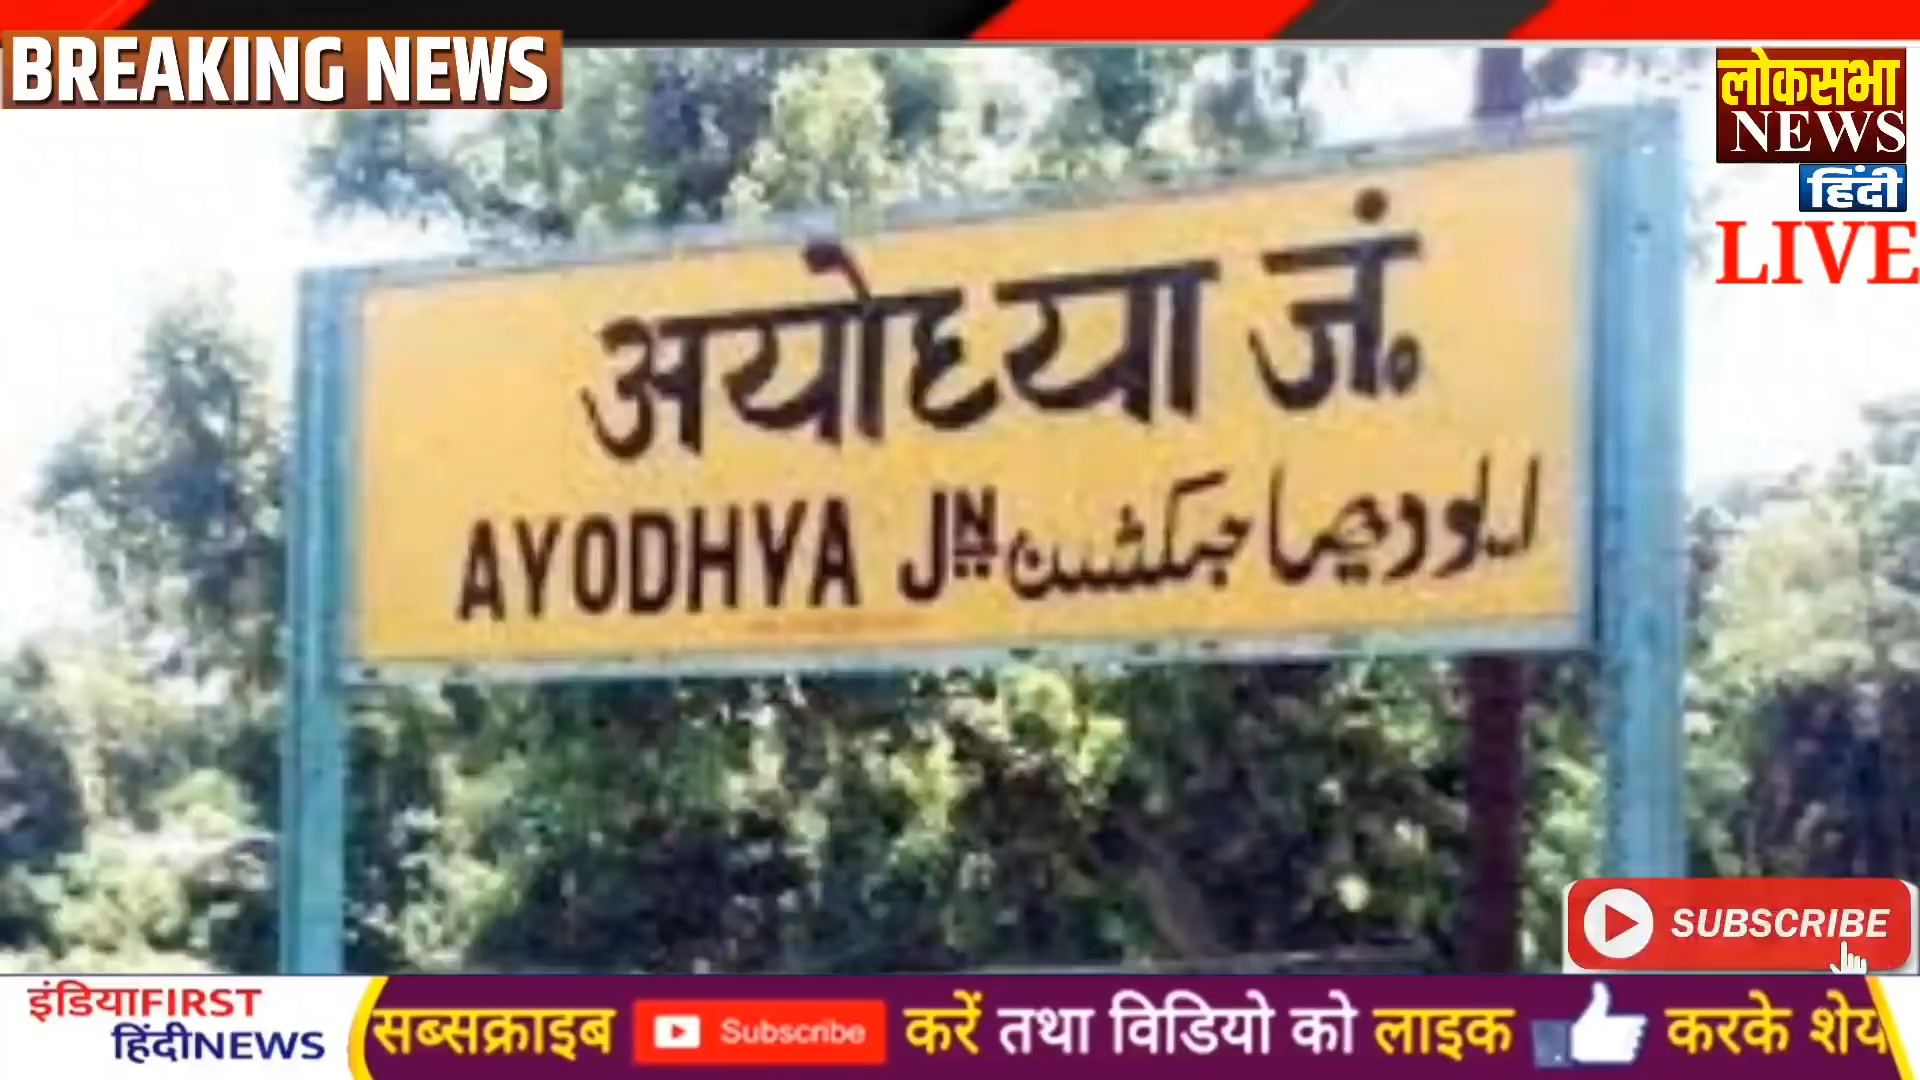 BREAKING NEWS
लोकसभा
NEWS
हिंदी
LIVE
अयोध्या जं.
AYODHYA JN
ایودھیا جنکشن
SUBSCRIBE
इंडियाFIRST
हिंदीNEWS
सब्सक्राइब Subscribe करें तथा विडियो को लाइक करके शेय